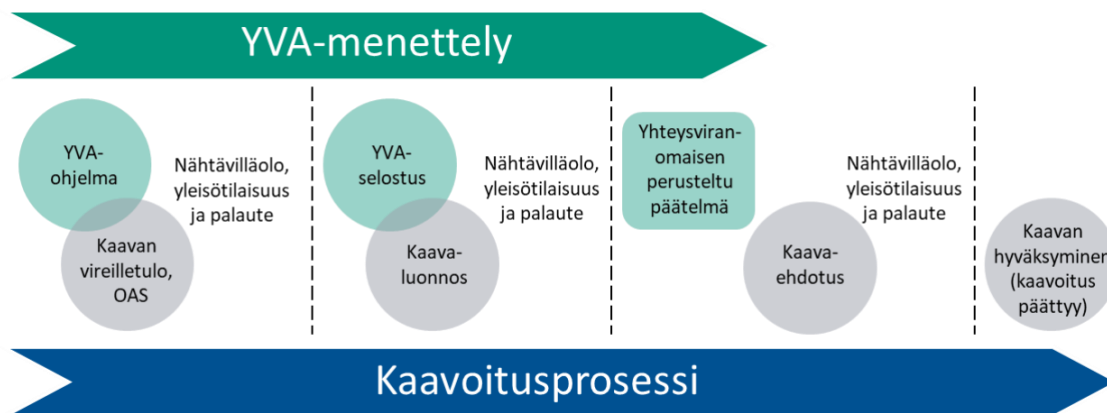 YVA-menettely
YVA-
ohjelma
Kaavan
vireilletulo,
OAS
Nähtävilläolo,
yleisötilaisuus
ja palaute
YVA-
selostus
Kaava-
luonnos
Nähtävilläolo,
yleisötilaisuus
ja palaute
Yhteysviran-
omaisen
perusteltu
päätelmä
Kaava-
ehdotus
Nähtävilläolo,
yleisötilaisuus
ja palaute
Kaavan
hyväksyminen
(kaavoitus
päättyy)
Kaavoitusprosessi